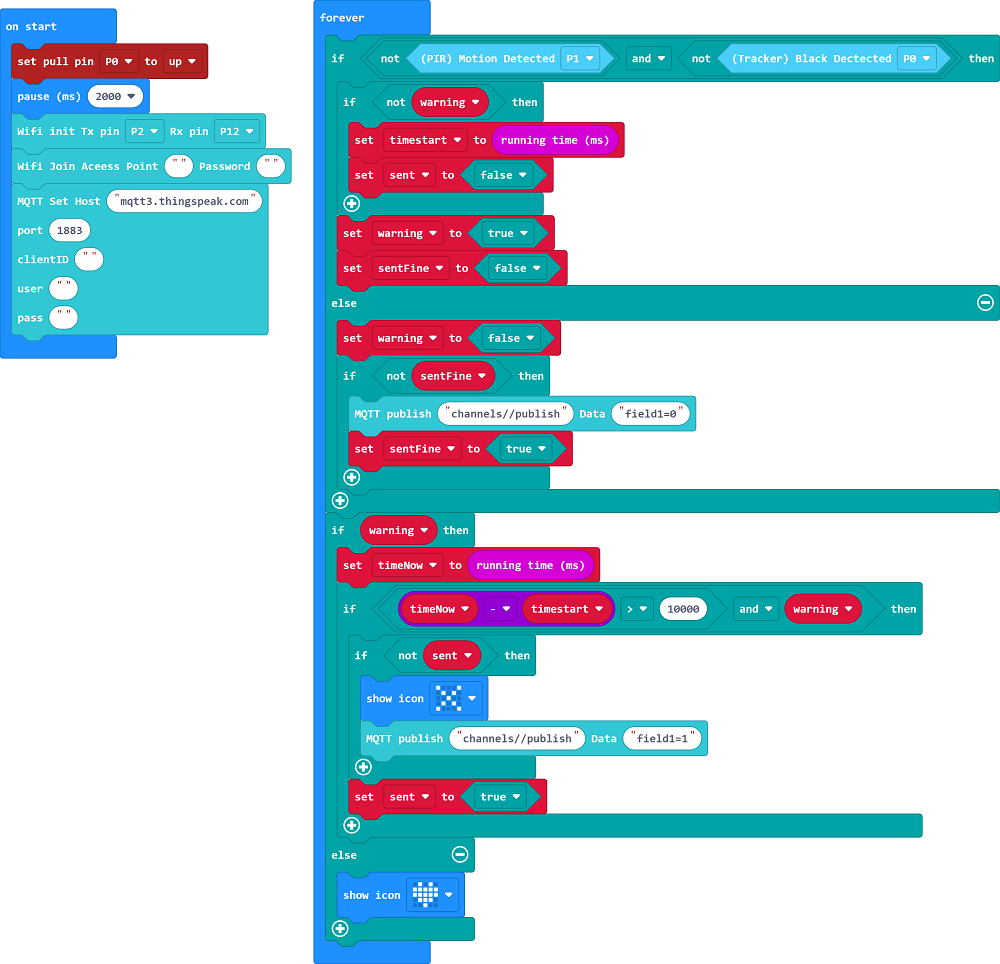 on start
set pull pin P0 to up
pause (ms) 2000
Wifi init Tx pin P2 Rx pin P12
Wifi Join Aceess Point "" Password ""
MQTT Set Host "mqtt3.thingspeak.com"
port 1883
clientID ""
user ""
pass ""
forever
if not (PIR) Motion Detected P1 and not (Tracker) Black Dectected P0 then
if not warning then
set timestart to running time (ms)
set sent to false
set warning to true
set sentFine to false
else
set warning to false
if not sentFine then
MQTT publish "channels//publish" Data "field1=0"
set sentFine to true
if warning then
set timeNow to running time (ms)
if timeNow - timestart > 10000 and warning then
if not sent then
show icon
MQTT publish "channels//publish" Data "field1=1"
set sent to true
else
show icon